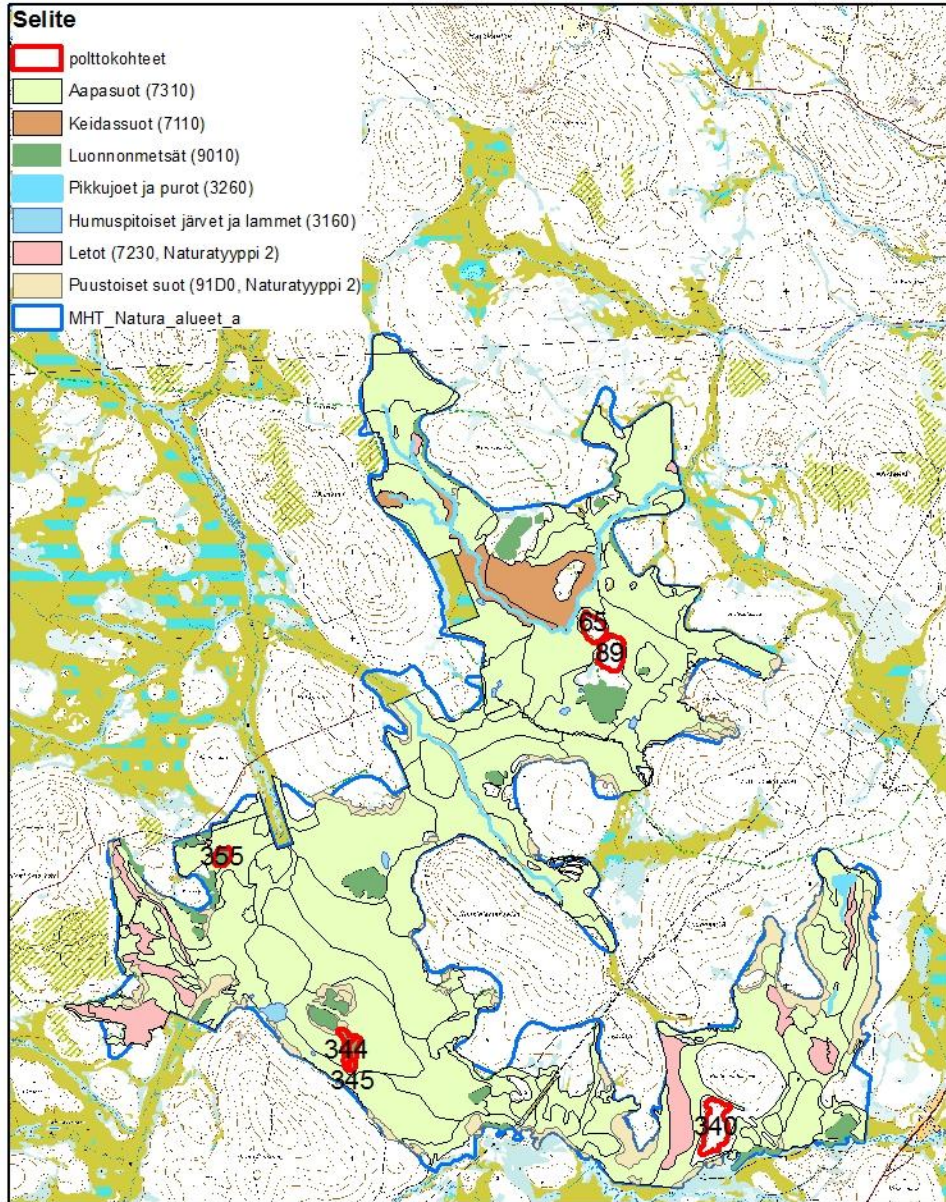 Selite
polttokohteet
Aapasuot (7310)
Keidassuot (7110)
Luonnonmetsät (9010)
Pikkujoet ja purot (3260)
Humuspitoiset järvet ja lammet (3160)
Letot (7230, Naturatyyppi 2)
Puustoiset suot (91D0, Naturatyyppi 2)
MHT_Natura_alueet_a
65
89
355
344
345
340